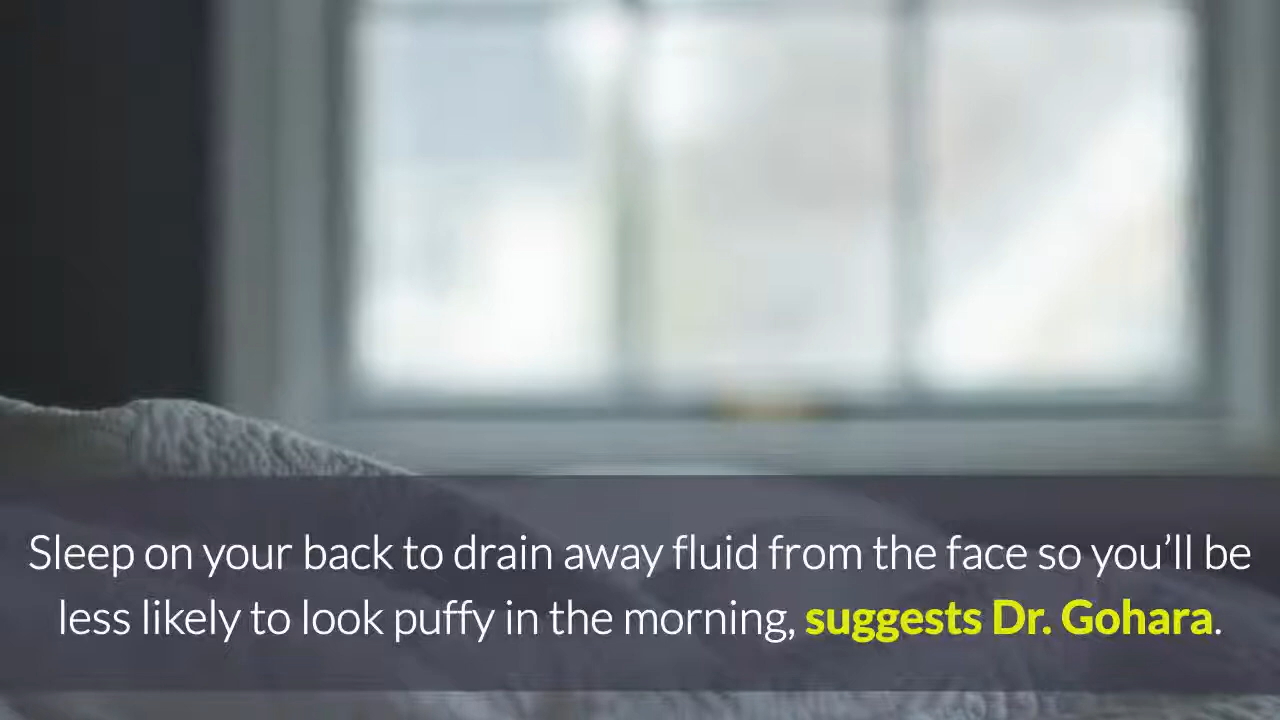 Sleep on your back to drain away fluid from the face so you’ll be
less likely to look puffy in the morning, suggests Dr. Gohara.